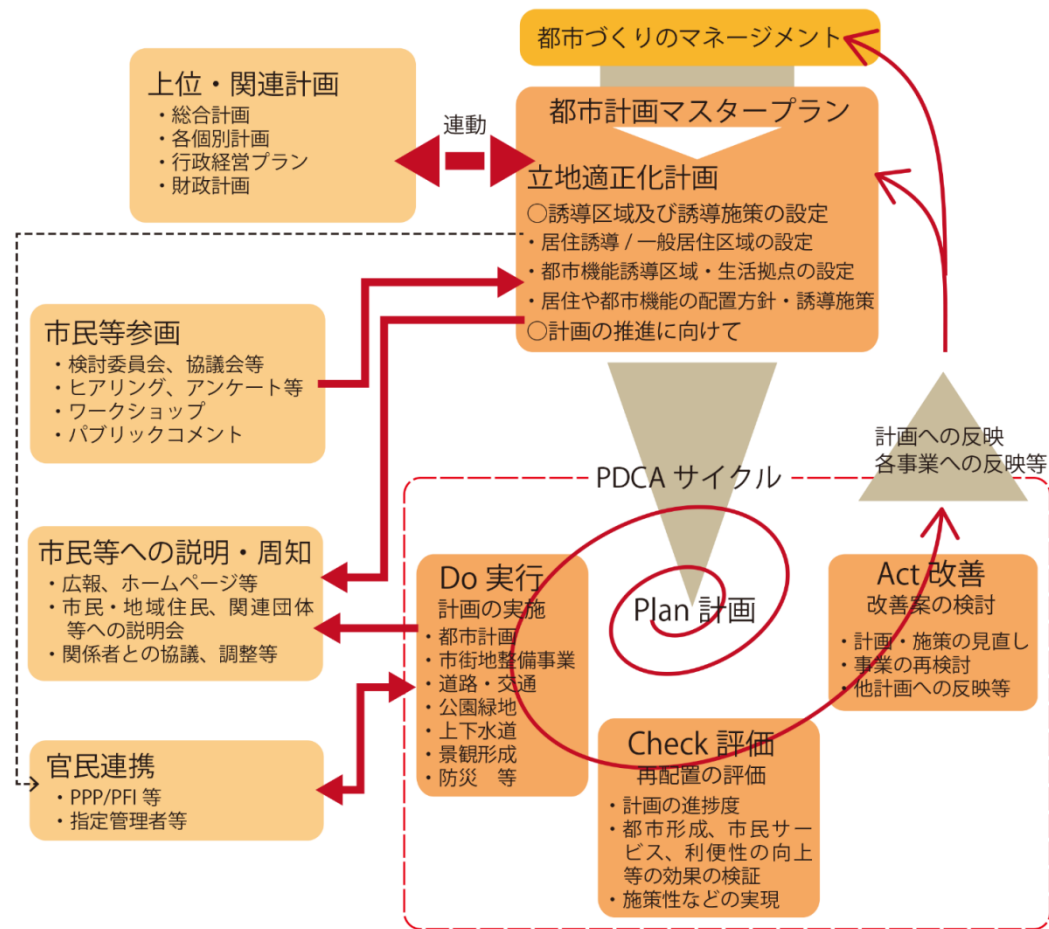 都市づくりのマネージメント
上位・関連計画
・総合計画
・各個別計画
・行政経営プラン
・財政計画
連動
都市計画マスタープラン
立地適正化計画
○誘導区域及び誘導施策の設定
・居住誘導 / 一般居住区域の設定
・都市機能誘導区域・生活拠点の設定
・居住や都市機能の配置方針・誘導施策
○計画の推進に向けて
市民等参画
・検討委員会、協議会等
・ヒアリング、アンケート等
・ワークショップ
・パブリックコメント
計画への反映
各事業への反映等
PDCA サイクル
市民等への説明・周知
・広報、ホームページ等
・市民・地域住民、関連団体
等への説明会
・関係者との協議、調整等
官民連携
・PPP/PFI 等
・指定管理者等
Do 実行
計画の実施
・都市計画
・市街地整備事業
・道路・交通
・公園緑地
・上下水道
・景観形成
・防災　等
Plan 計画
Check 評価
再配置の評価
・計画の進捗度
・都市形成、市民サー
ビス、利便性の向上
等の効果の検証
・施策性などの実現
Act 改善
改善案の検討
・計画・施策の見直し
・事業の再検討
・他計画への反映等